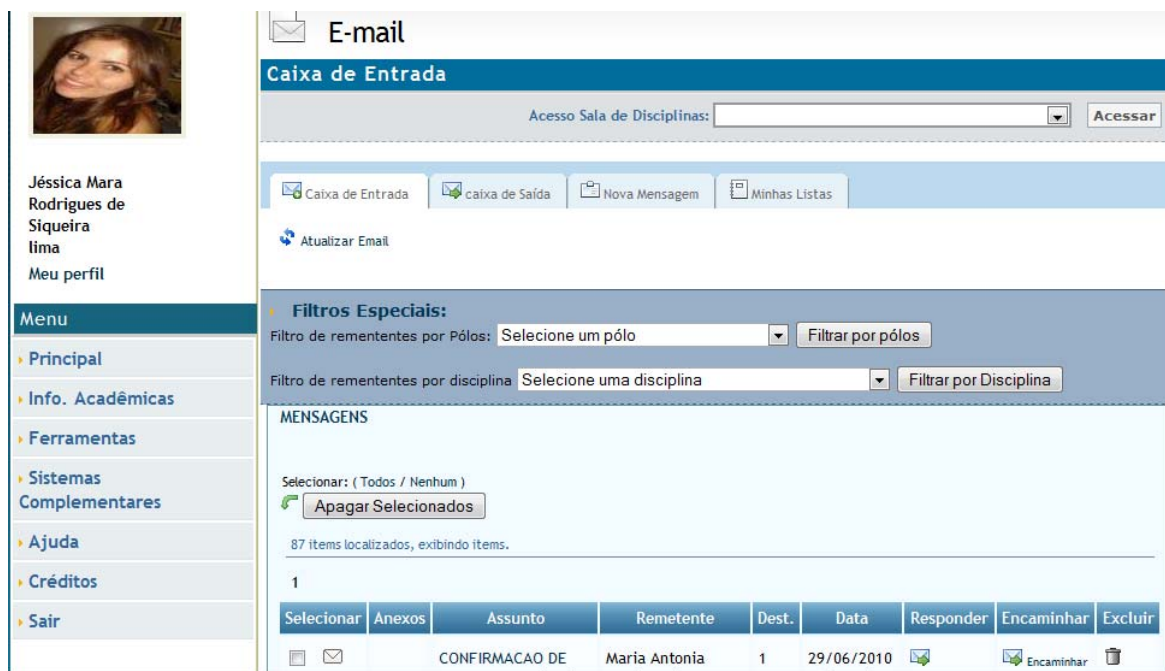 E-mail
Caixa de Entrada
Acesso Sala de Disciplinas:
Acessar
Jéssica Mara
Rodrigues de
Siqueira
lima
Meu perfil
Menu
Principal
Info. Acadêmicas
Ferramentas
Sistemas
Complementares
Ajuda
Créditos
Sair
Caixa de Entrada
caixa de Saída
Nova Mensagem
Minhas Listas
Atualizar Email
Filtros Especiais:
Filtro de remententes por Pólos: Selecione um pólo Filtrar por pólos
Filtro de remententes por disciplina Selecione uma disciplina Filtrar por Disciplina
MENSAGENS
Selecionar: ( Todos / Nenhum )
Apagar Selecionados
87 items localizados, exibindo items.
1
Selecionar Anexos Assunto Remetente Dest. Data Responder Encaminhar Excluir
CONFIRMACAO DE Maria Antonia 1 29/06/2010 Encaminhar